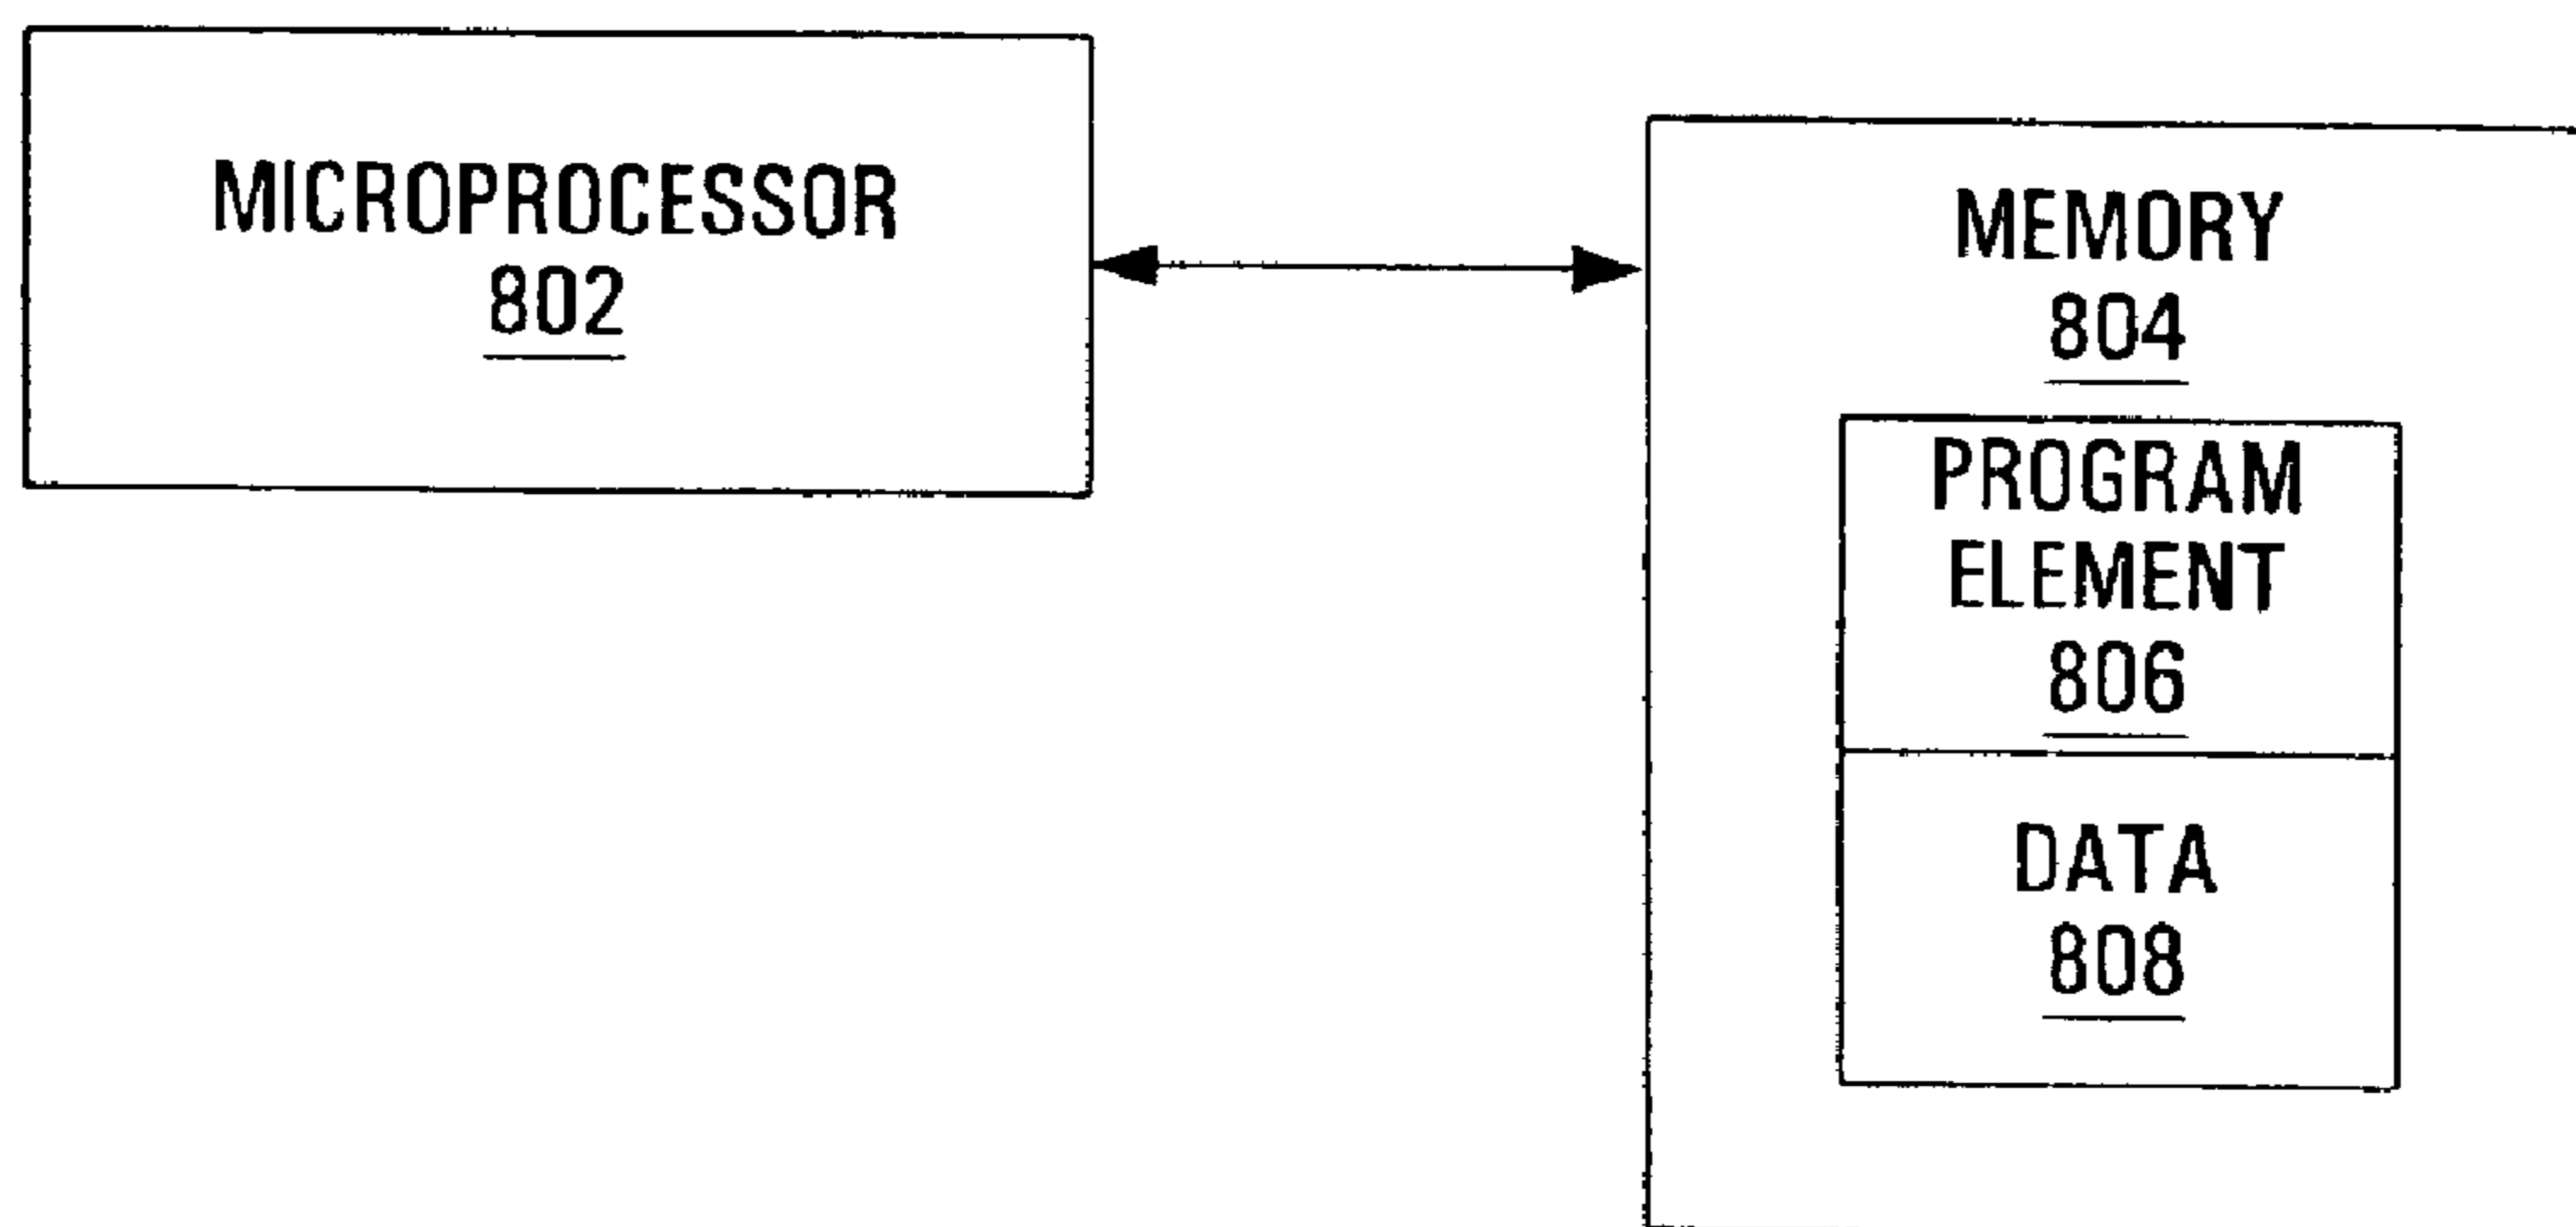 MICROPROCESSOR
802
MEMORY
804
PROGRAM
ELEMENT
806
DATA
808